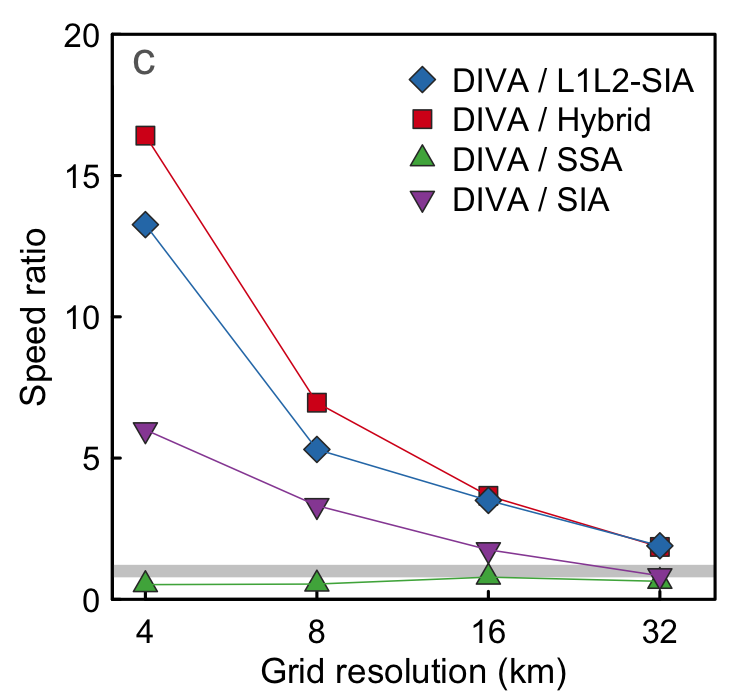 c
DIVA / L1L2-SIA
DIVA / Hybrid
DIVA / SSA
DIVA / SIA
Speed ratio
20
15
10
5
0
4 8 16 32
Grid resolution (km)